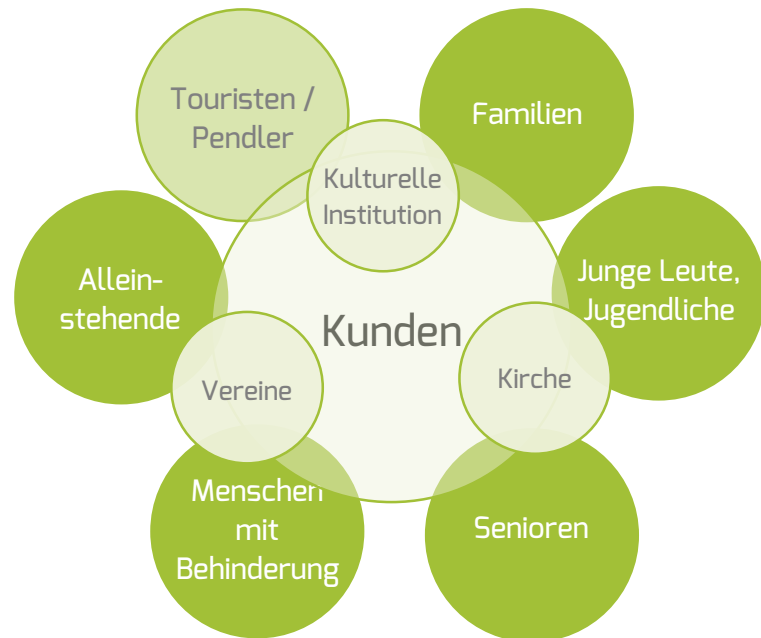 Touristen /
Pendler
Familien
Kulturelle
Institution
Allein-
stehende
Junge Leute,
Jugendliche
Kunden
Vereine
Kirche
Menschen
mit
Behinderung
Senioren